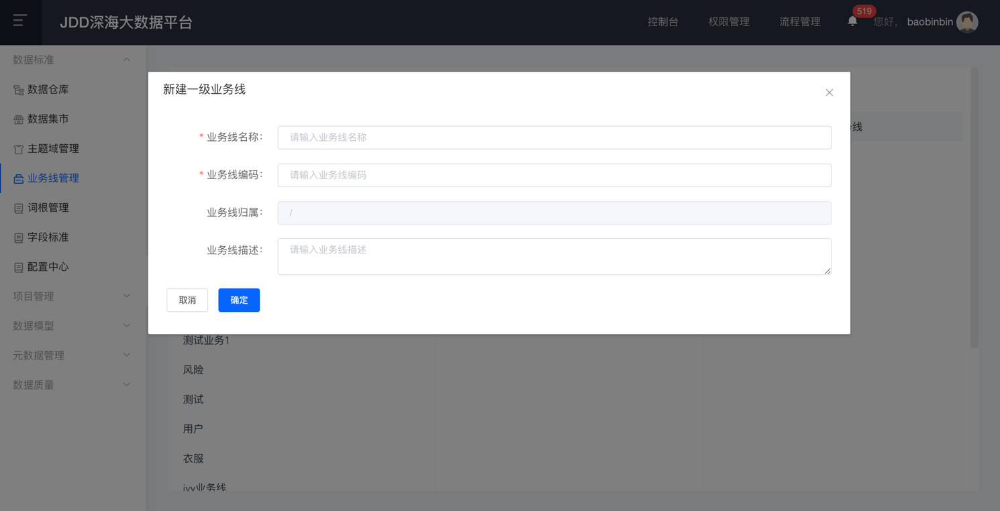 JDD深海大数据平台
控制台
权限管理
流程管理
519
您好，
baobinbin
数据标准
数据仓库
数据集市
主题域管理
业务线管理
词根管理
字段标准
配置中心
项目管理
数据模型
元数据管理
数据质量
新建一级业务线
* 业务线名称：
请输入业务线名称
* 业务线编码：
请输入业务线编码
业务线归属：
/
业务线描述：
请输入业务线描述
取消
确定
线
测试业务1
风险
测试
用户
衣服
ivy业务线